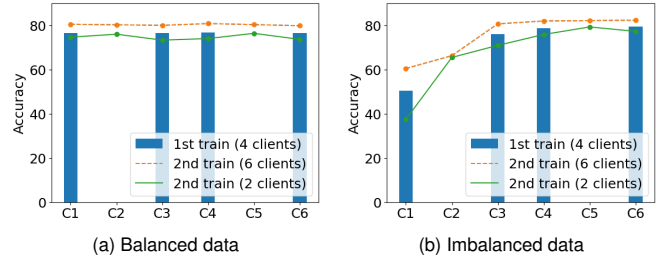 80
60
40
20
0
Accuracy
1st train (4 clients)
2nd train (6 clients)
2nd train (2 clients)
C1 C2 C3 C4 C5 C6
(a) Balanced data
80
60
40
20
0
Accuracy
1st train (4 clients)
2nd train (6 clients)
2nd train (2 clients)
C1 C2 C3 C4 C5 C6
(b) Imbalanced data